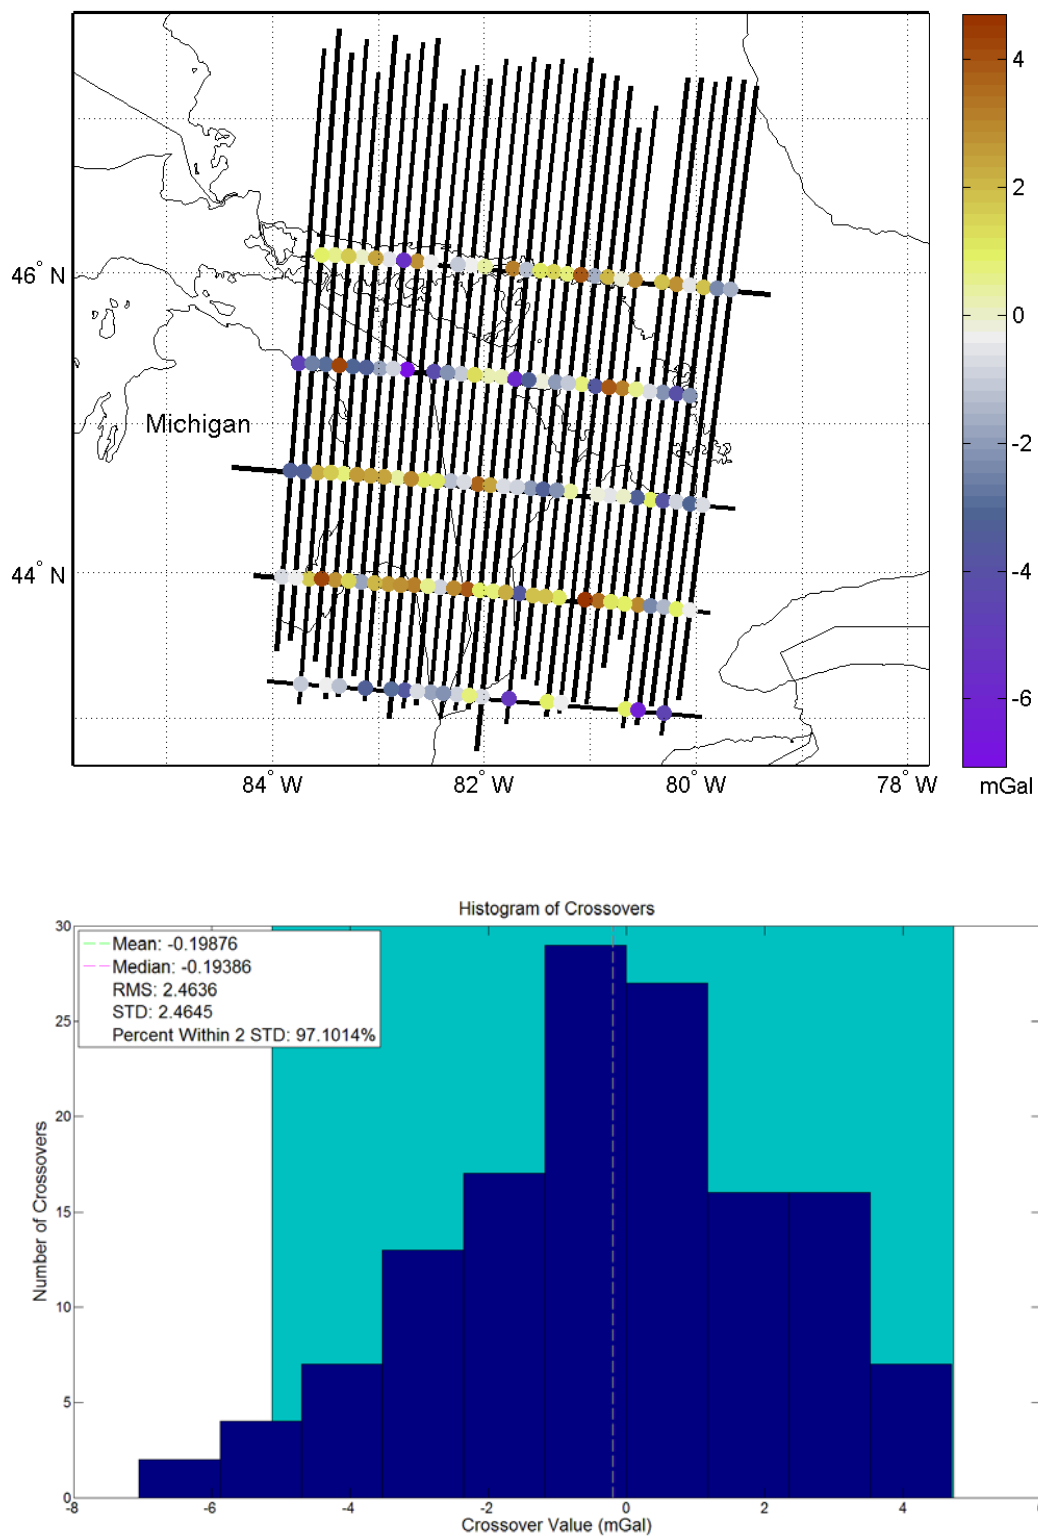 4
2
46° N
0
Michigan
-2
-4
44° N
-6
84° W
82° W
80° W
78° W
mGal
Histogram of Crossovers
30
Mean: -0.19876
Median: -0.19386
RMS: 2.4636
STD: 2.4645
Percent Within 2 STD: 97.1014%
25
20
15
10
5
0
Number of Crossovers
-8
-6
-4
-2
0
2
4
Crossover Value (mGal)